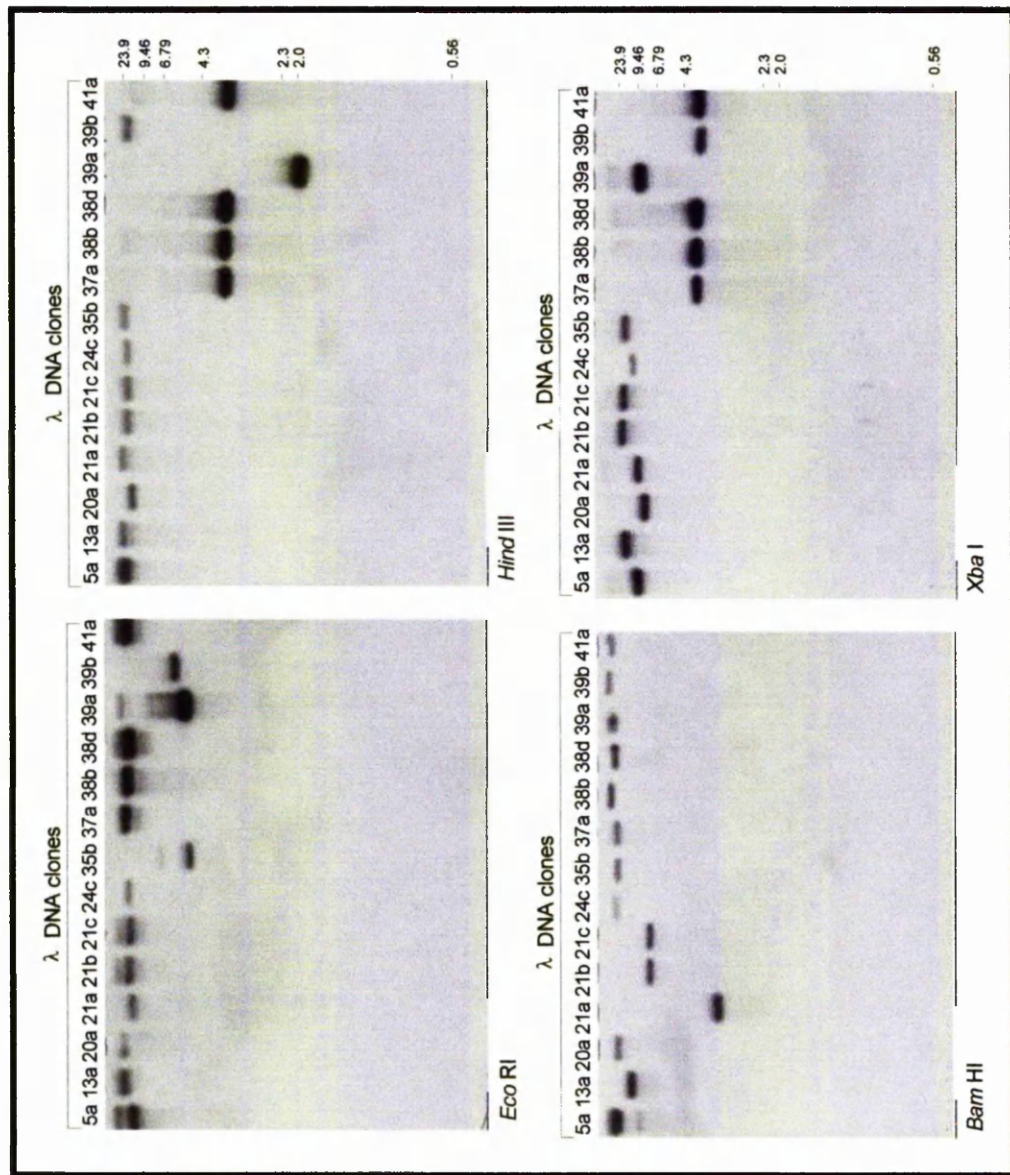 λ DNA clones
5a 13a 20a 21a 21b 21c 24c 35b 37a 38b 38d 39a 39b 41a
Eco RI
λ DNA clones
5a 13a 20a 21a 21b 21c 24c 35b 37a 38b 38d 39a 39b 41a
23.9
9.46
6.79
4.3
2.3
2.0
0.56
Hind III
λ DNA clones
5a 13a 20a 21a 21b 21c 24c 35b 37a 38b 38d 39a 39b 41a
Bam HI
λ DNA clones
5a 13a 20a 21a 21b 21c 24c 35b 37a 38b 38d 39a 39b 41a
23.9
9.46
6.79
4.3
2.3
2.0
0.56
Xba I